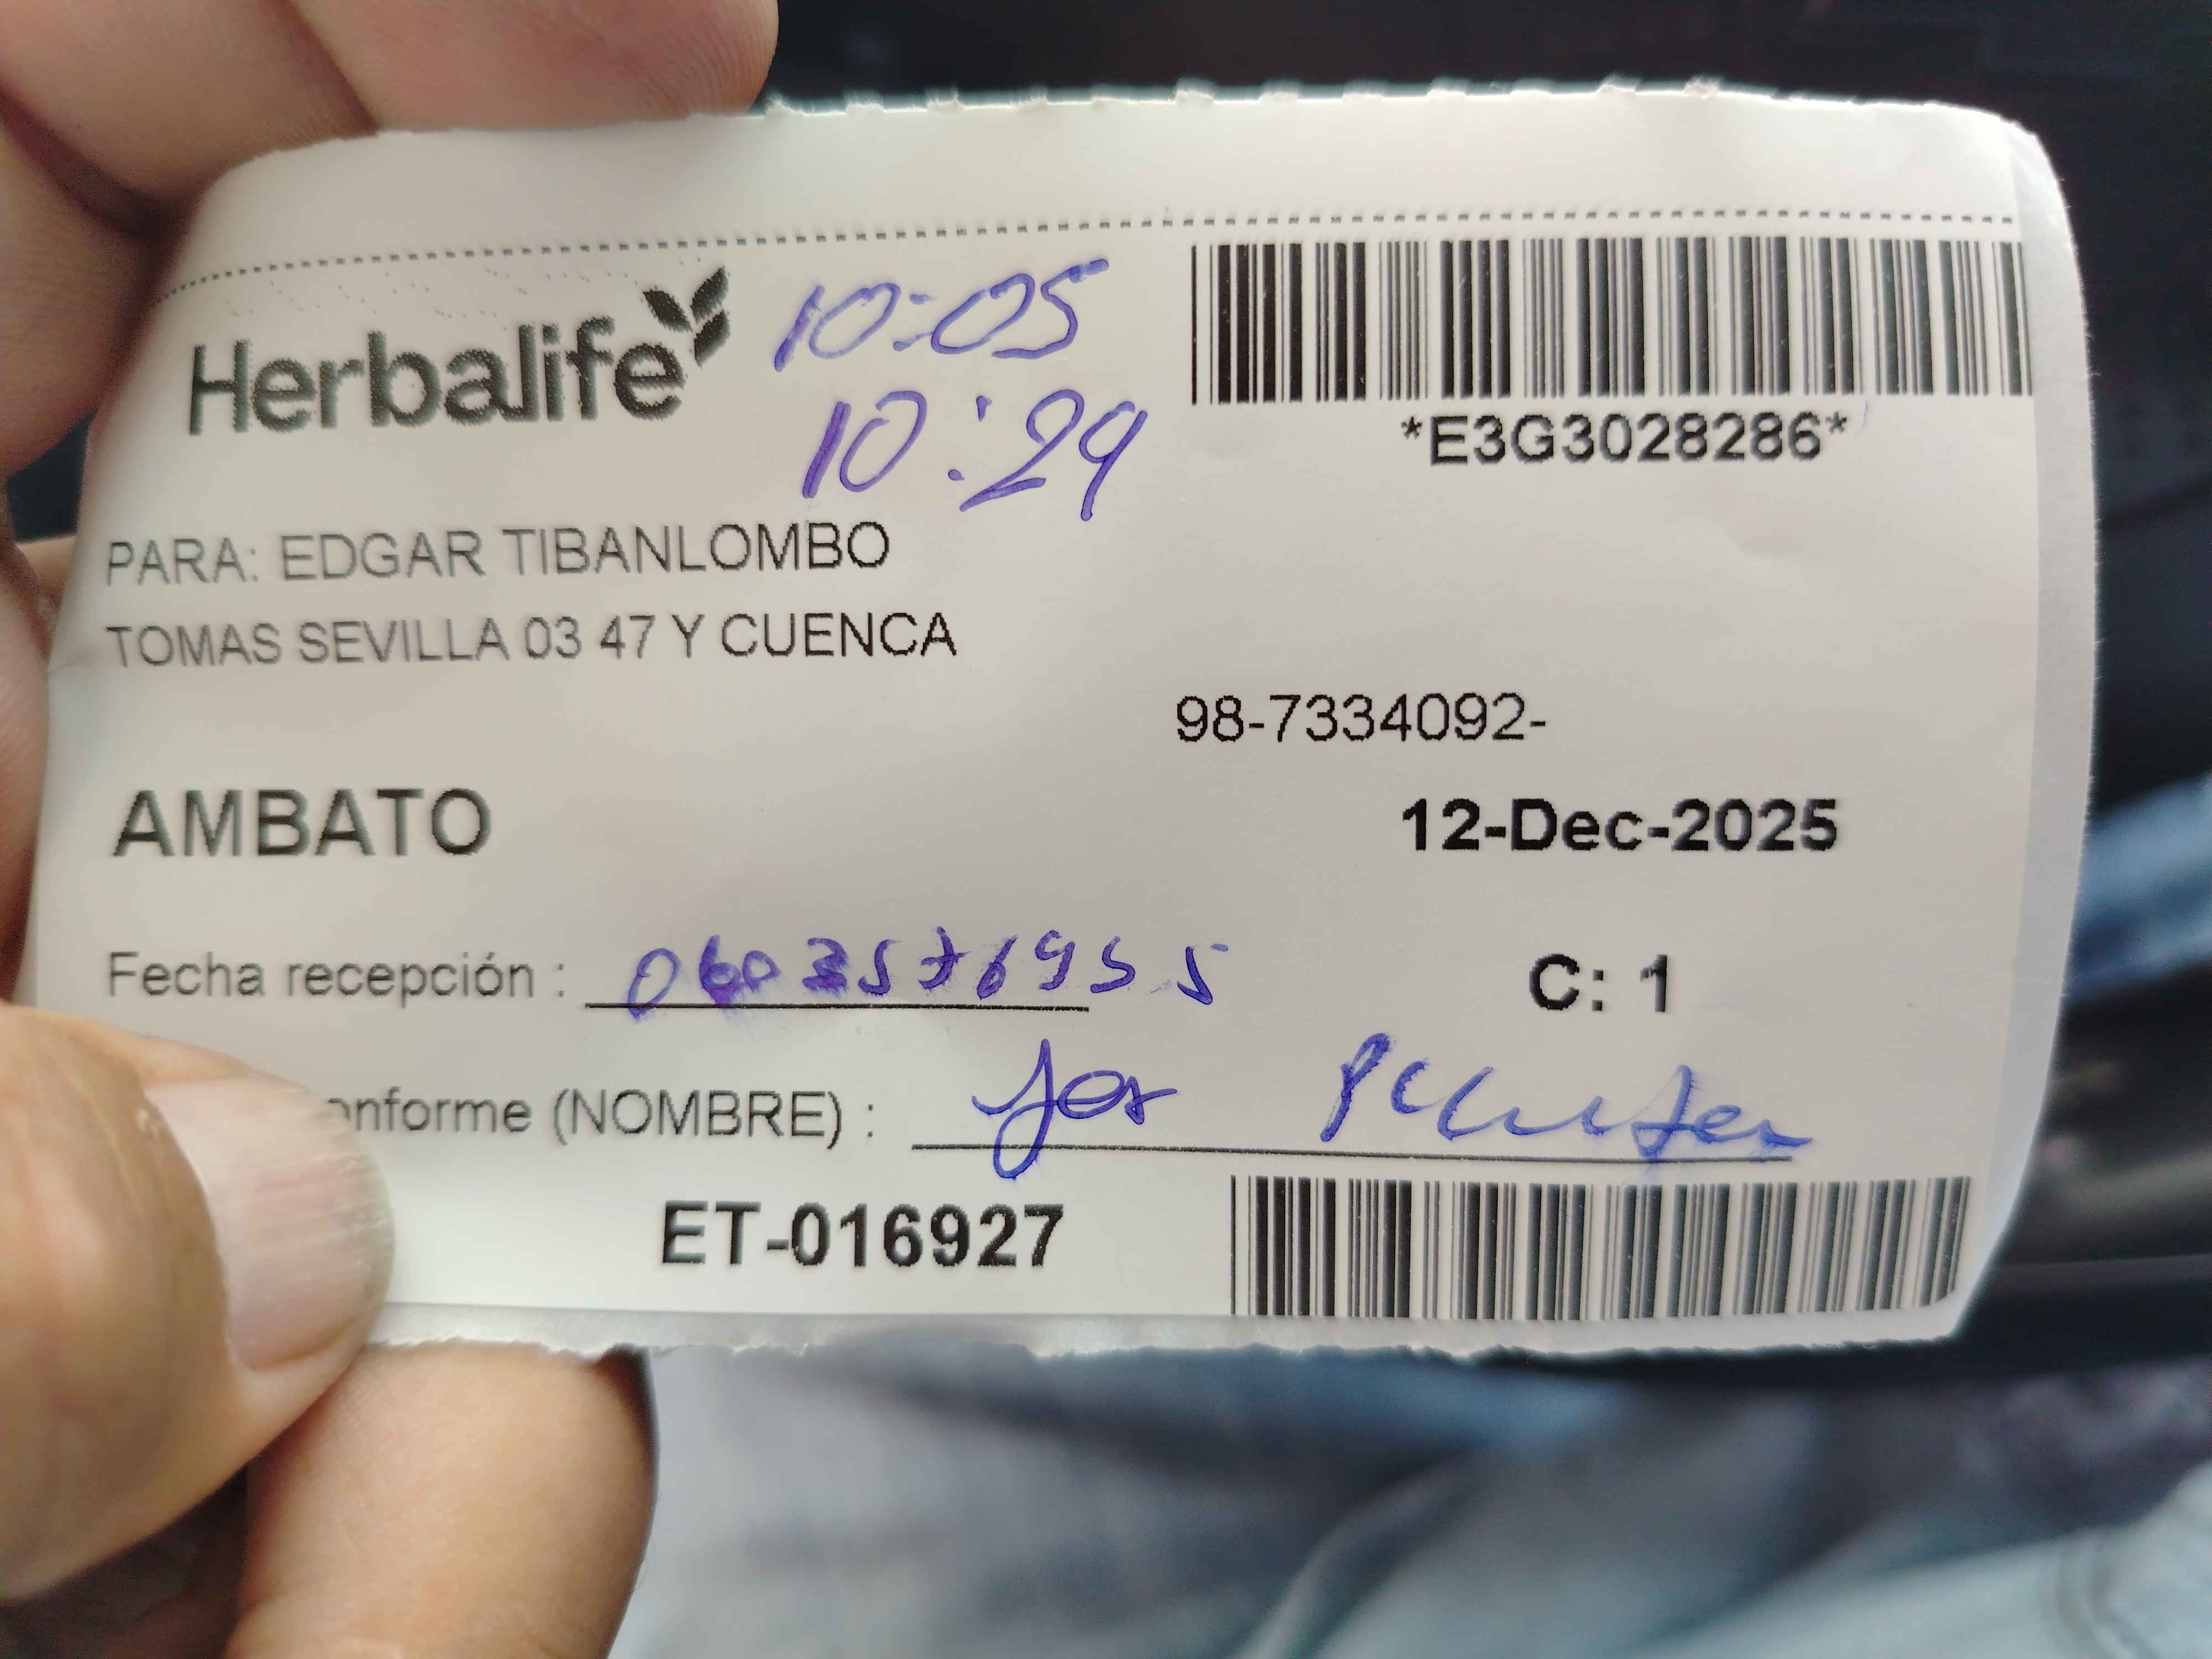 Herbalife
10:05
10:29
*E3G3028286*
PARA: EDGAR TIBANLOMBO
TOMAS SEVILLA 03 47 Y CUENCA
98-7334092-
AMBATO
12-Dec-2025
Fecha recepción :
C: 1
onforme (NOMBRE) :
ET-016927